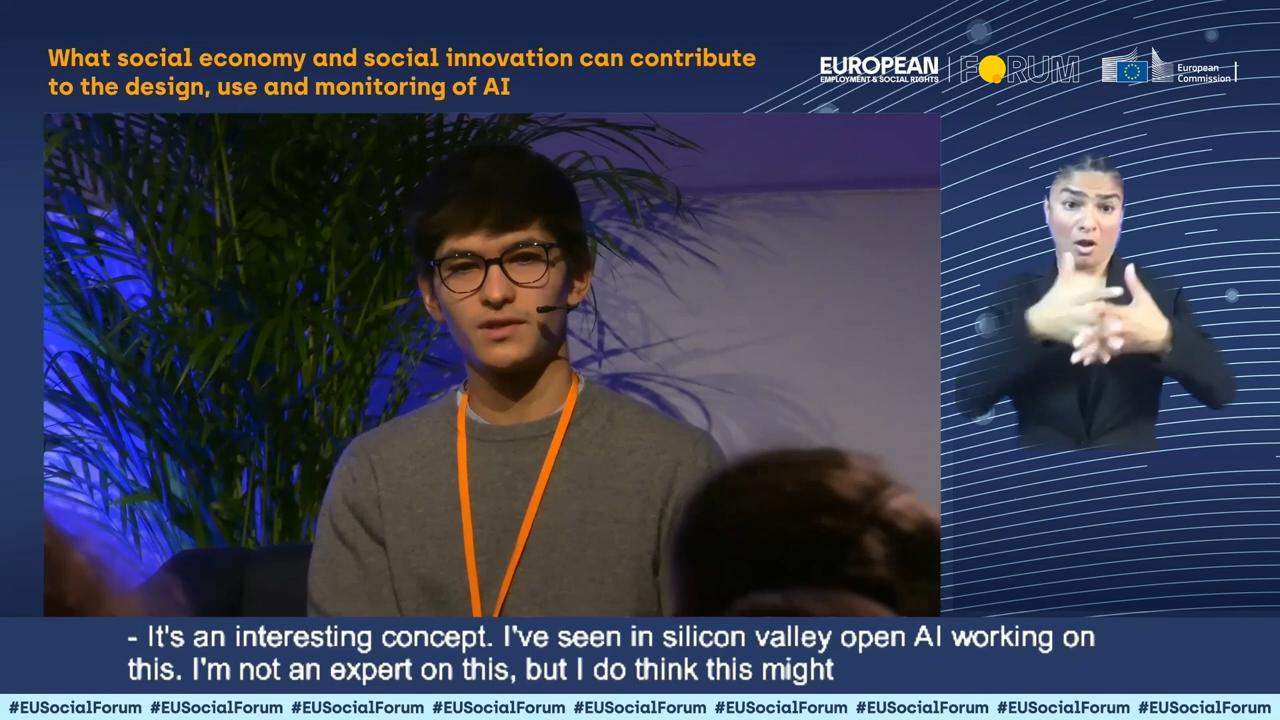 What social economy and social innovation can contribute
to the design, use and monitoring of AI
EUROPEAN
EMPLOYMENT & SOCIAL RIGHTS
FORUM
European
Commission
- It's an interesting concept. I've seen in silicon valley open AI working on
this. I'm not an expert on this, but I do think this might
#EUSocialForum #EUSocialForum #EUSocialForum #EUSocialForum #EUSocialForum #EUSocialForum #EUSocialForum #EUSocialForum #EUSocialForum